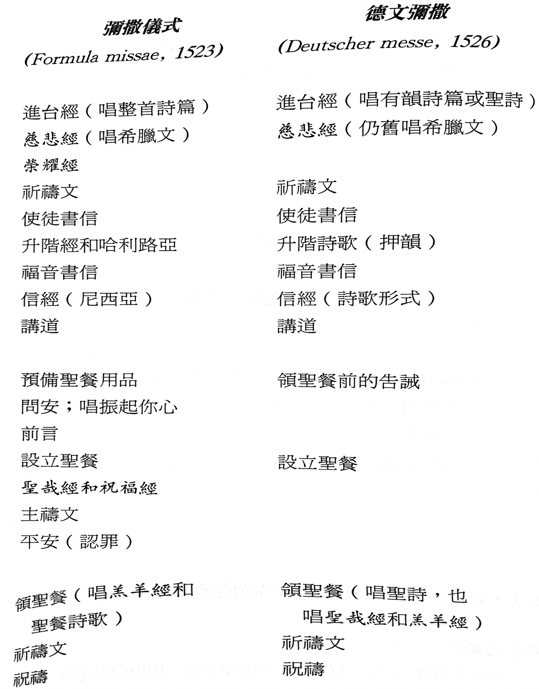 彌撒儀式
(Formula missae, 1523)
進台經（唱整首詩篇）
慈悲經（唱希臘文）
榮耀經
祈禱文
使徒書信
升階經和哈利路亞
福音書信
信經（尼西亞）
講道
預備聖餐用品
問安；唱振起你心
前言
設立聖餐
聖哉經和祝福經
主禱文
平安（認罪）
領聖餐（唱羔羊經和
聖餐詩歌）
祈禱文
祝禱
德文彌撒
(Deutscher messe, 1526)
進台經（唱有韻詩篇或聖詩）
慈悲經（仍舊唱希臘文）
祈禱文
使徒書信
升階詩歌（押韻）
福音書信
信經（詩歌形式）
講道
領聖餐前的告誡
設立聖餐
領聖餐（唱聖詩，也
唱聖哉經和羔羊經）
祈禱文
祝禱